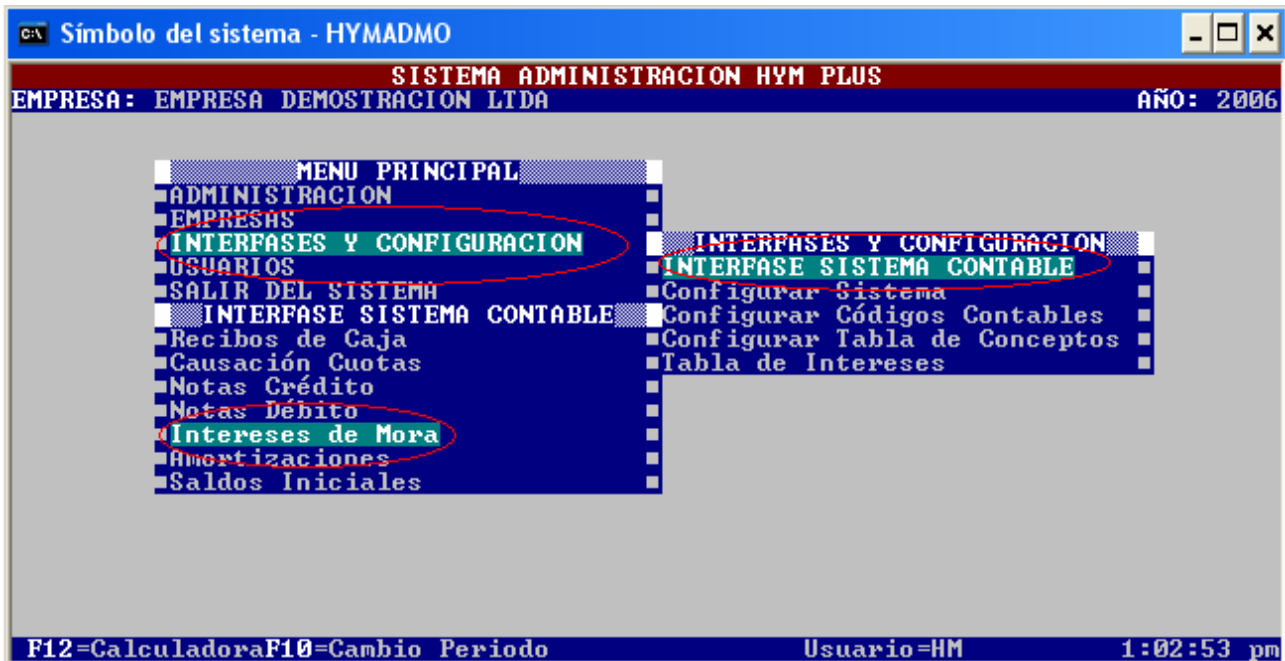 C:\ Símbolo del sistema - HYMADMO
SISTEMA ADMINISTRACION HYM PLUS
EMPRESA: EMPRESA DEMOSTRACION LTDA AÑO: 2006
MENU PRINCIPAL
ADMINISTRACION
EMPRESAS
INTERFASES Y CONFIGURACION
USUARIOS
SALIR DEL SISTEMA
INTERFASE SISTEMA CONTABLE
Recibos de Caja
Causación Cuotas
Notas Crédito
Notas Débito
Intereses de Mora
Amortizaciones
Saldos Iniciales
INTERFASES Y CONFIGURACION
INTERFASE SISTEMA CONTABLE
Configurar Sistema
Configurar Códigos Contables
Configurar Tabla de Conceptos
Tabla de Intereses
F12=CalculadoraF10=Cambio Periodo Usuario=HM 1:02:53 pm